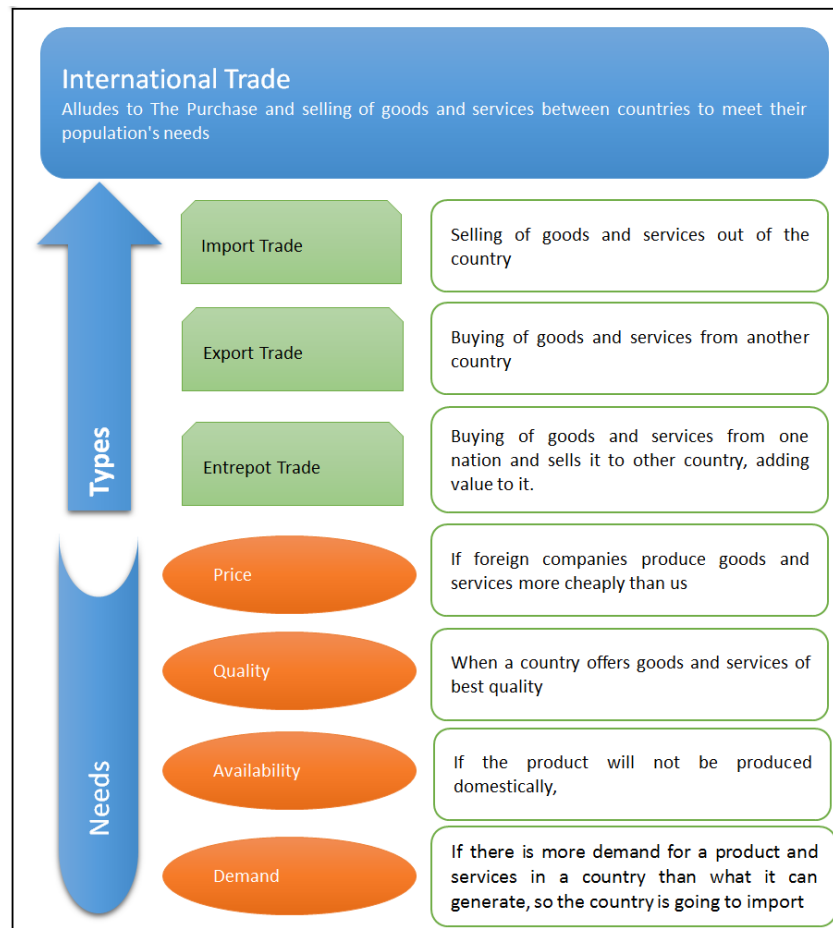 International Trade
Alludes to The Purchase and selling of goods and services between countries to meet their
population's needs
Types
Import Trade
Selling of goods and services out of the
country
Export Trade
Buying of goods and services from another
country
Entrepot Trade
Buying of goods and services from one
nation and sells it to other country, adding
value to it.
Needs
Price
If foreign companies produce goods and
services more cheaply than us
Quality
When a country offers goods and services of
best quality
Availability
If the product will not be produced
domestically,
Demand
If there is more demand for a product and
services in a country than what it can
generate, so the country is going to import